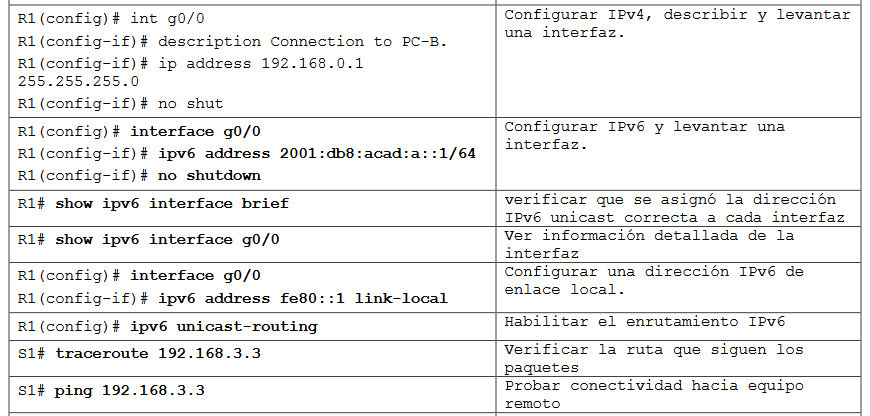 R1(config)# int g0/0
R1(config-if)# description Connection to PC-B.
R1(config-if)# ip address 192.168.0.1
255.255.255.0
R1(config-if)# no shut
Configurar IPv4, describir y levantar
una interfaz.
R1(config)# interface g0/0
R1(config-if)# ipv6 address 2001:db8:acad:a::1/64
R1(config-if)# no shutdown
Configurar IPv6 y levantar una
interfaz.
R1# show ipv6 interface brief
verificar que se asignó la dirección
IPv6 unicast correcta a cada interfaz
R1# show ipv6 interface g0/0
Ver información detallada de la
interfaz
R1(config)# interface g0/0
R1(config-if)# ipv6 address fe80::1 link-local
Configurar una dirección IPv6 de
enlace local.
R1(config)# ipv6 unicast-routing
Habilitar el enrutamiento IPv6
S1# traceroute 192.168.3.3
Verificar la ruta que siguen los
paquetes
S1# ping 192.168.3.3
Probar conectividad hacia equipo
remoto